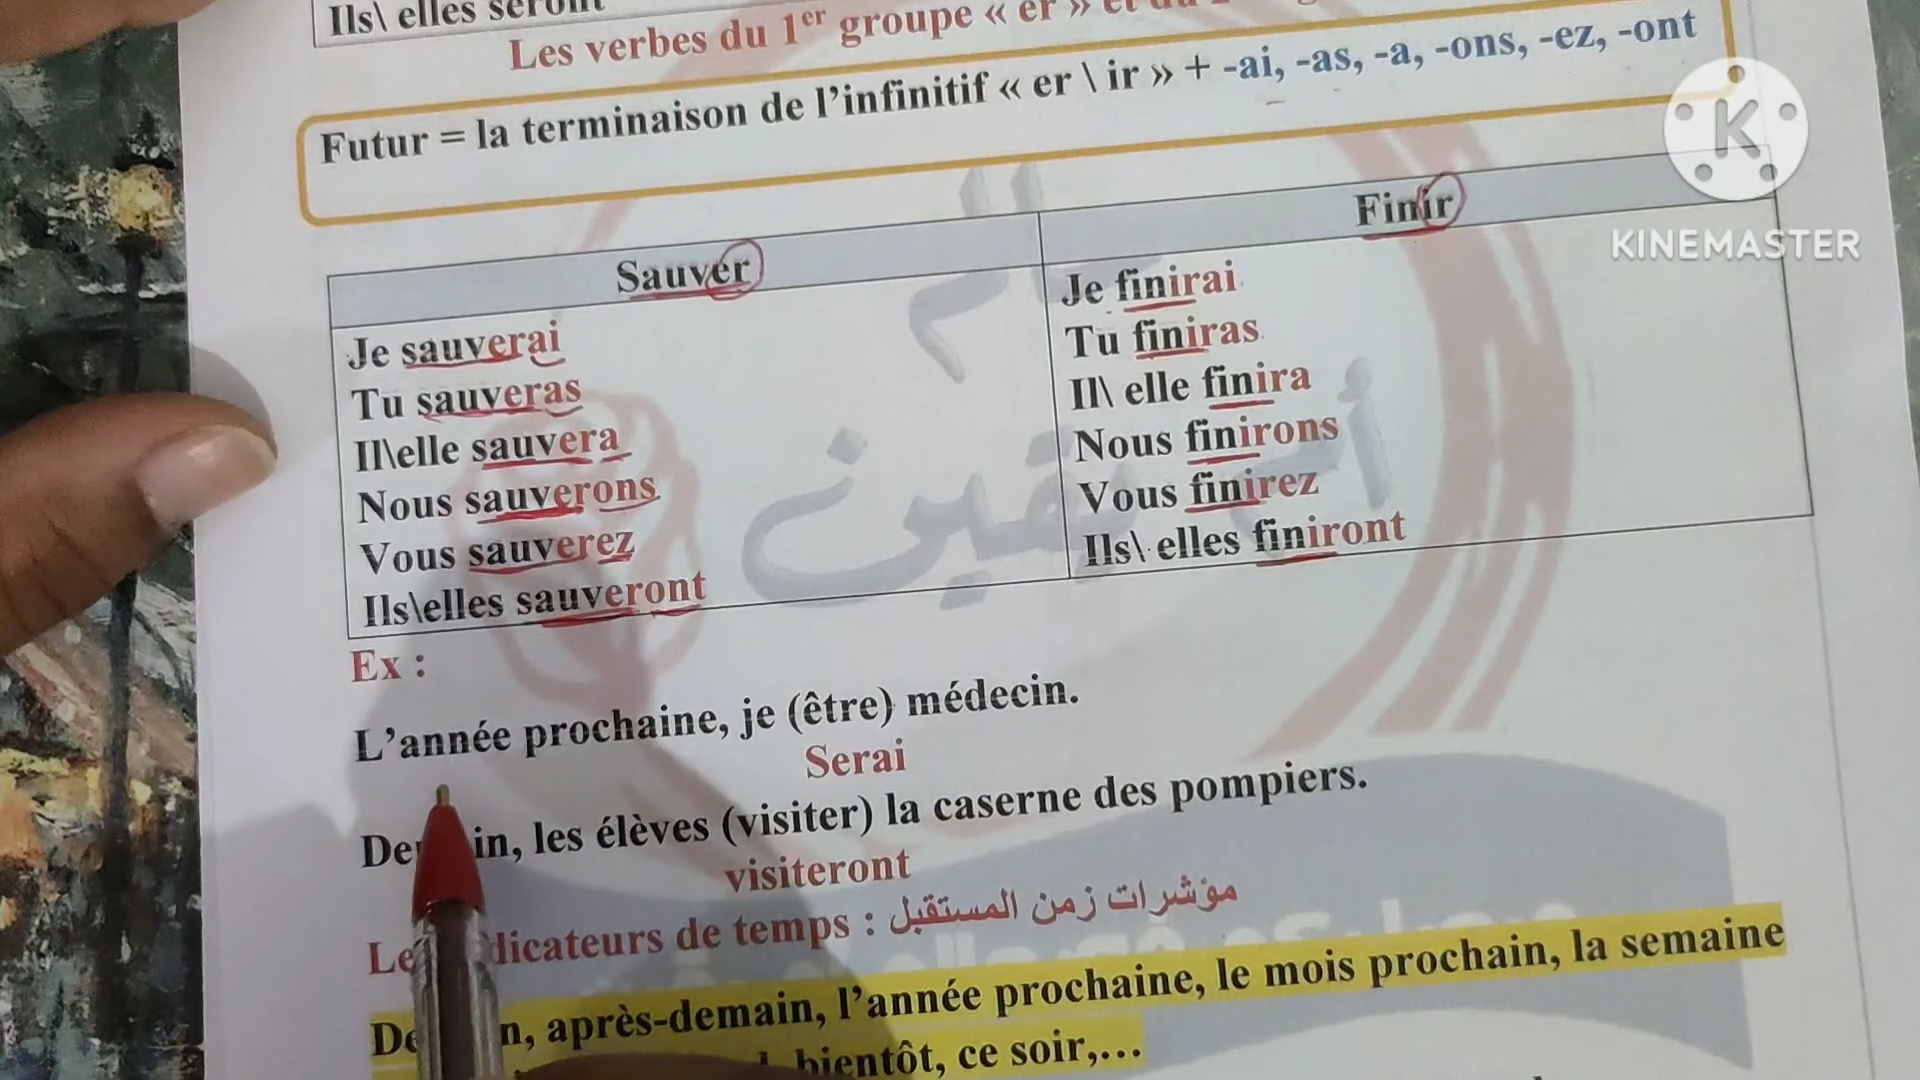 Ils\ elles seront
Les verbes du 1er groupe « er » et du
Futur = la terminaison de l'infinitif « er \ ir » + -ai, -as, -a, -ons, -ez, -ont
K
KINEMASTER
Sauver
Je sauverai
Tu sauveras
Il\elle sauvera
Nous sauverons
Vous sauverez
Ils\elles sauveront
Finir
Je finirai
Tu finiras
Il\ elle finira
Nous finirons
Vous finirez
Ils\ elles finiront
Ex :
L'année prochaine, je (être) médecin.
Serai
in, les élèves (visiter) la caserne des pompiers.
visiteront
dicateurs de temps : مؤشرات زمن المستقبل
n, après-demain, l'année prochaine, le mois prochain, la semaine
bientôt, ce soir,…